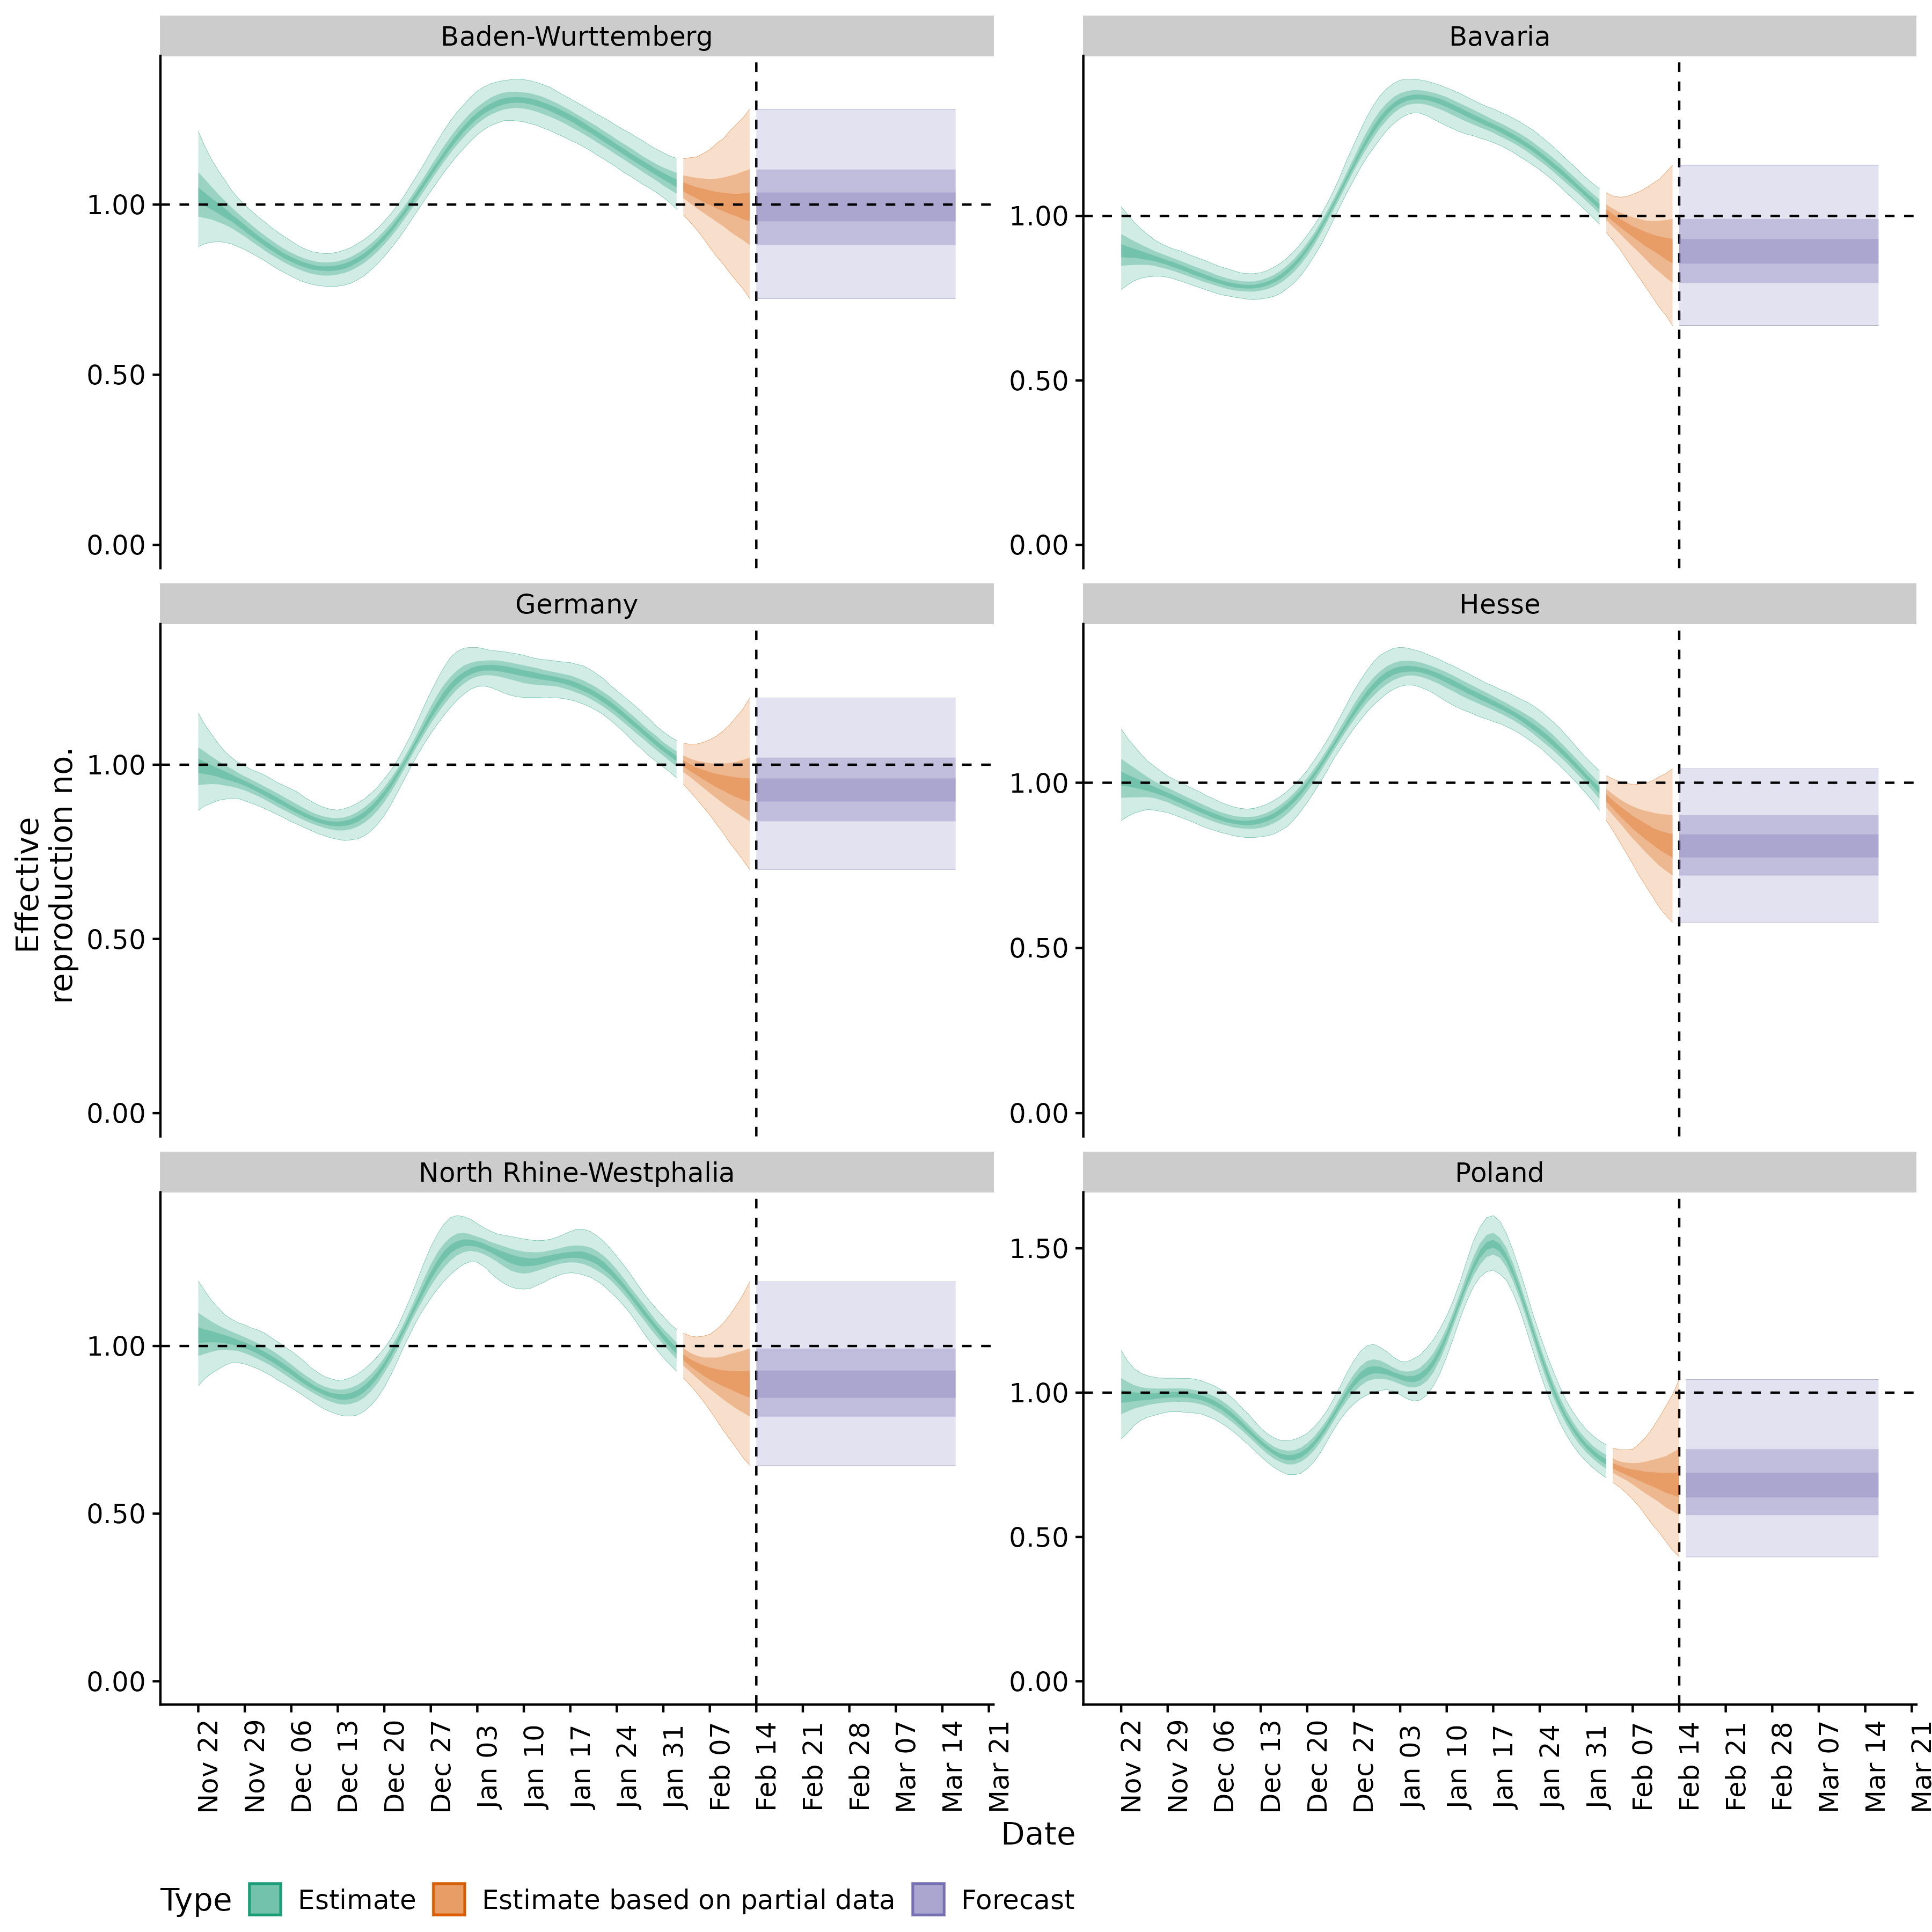 Baden-Wurttemberg
Bavaria
1.00
0.50
0.00
1.00
0.50
0.00
Germany
Hesse
1.00
0.50
0.00
1.00
0.50
0.00
Effective
reproduction no.
North Rhine-Westphalia
Poland
1.00
0.50
0.00
1.50
1.00
0.50
0.00
Nov 22
Nov 29
Dec 06
Dec 13
Dec 20
Dec 27
Jan 03
Jan 10
Jan 17
Jan 24
Jan 31
Feb 07
Feb 14
Feb 21
Feb 28
Mar 07
Mar 14
Mar 21
Nov 22
Nov 29
Dec 06
Dec 13
Dec 20
Dec 27
Jan 03
Jan 10
Jan 17
Jan 24
Jan 31
Feb 07
Feb 14
Feb 21
Feb 28
Mar 07
Mar 14
Mar 21
Date
Type Estimate Estimate based on partial data Forecast